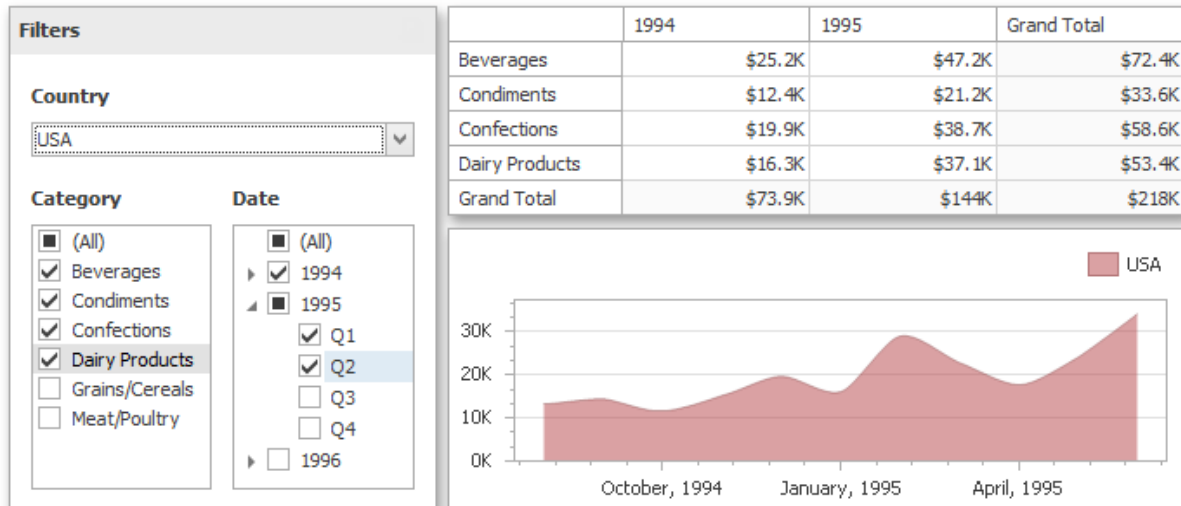 Filters
Country
USA
Category
(All)
Beverages
Condiments
Confections
Dairy Products
Grains/Cereals
Meat/Poultry
Date
(All)
1994
1995
Q1
Q2
Q3
Q4
1996
1994 1995 Grand Total
Beverages $25.2K $47.2K $72.4K
Condiments $12.4K $21.2K $33.6K
Confections $19.9K $38.7K $58.6K
Dairy Products $16.3K $37.1K $53.4K
Grand Total $73.9K $144K $218K
USA
30K
20K
10K
0K
October, 1994 January, 1995 April, 1995